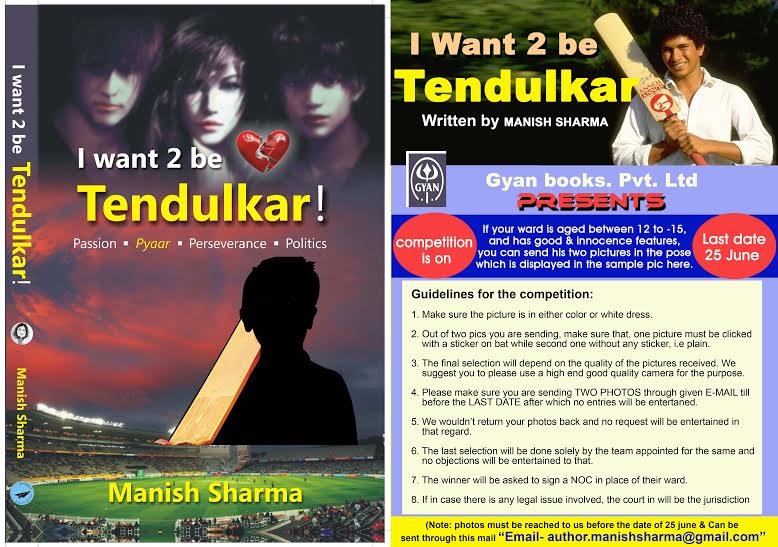 I want 2 be Tendulkar!
Manish Sharma
I want 2 be
Tendulkar!
Passion ▪ Pyaar ▪ Perseverance ▪ Politics
Manish Sharma
I Want 2 be
Tendulkar
Written by MANISH SHARMA
GYAN
Gyan books. Pvt. Ltd
PRESENTS
competition
is on
If your ward is aged between 12 to -15,
and has good & innocence features,
you can send his two pictures in the pose
which is displayed in the sample pic here.
Last date
25 June
Guidelines for the competition:
1. Make sure the picture is in either color or white dress.
2. Out of two pics you are sending, make sure that, one picture must be clicked
with a sticker on bat while second one without any sticker, i.e plain.
3. The final selection will depend on the quality of the pictures received. We
suggest you to please use a high end good quality camera for the purpose.
4. Please make sure you are sending TWO PHOTOS through given E-MAIL till
before the LAST DATE after which no entries will be entertaned.
5. We wouldn't return your photos back and no request will be entertained in
that regard.
6. The last selection will be done solely by the team appointed for the same and
no objections will be entertained to that.
7. The winner will be asked to sign a NOC in place of their ward.
8. If in case there is any legal issue involved, the court in will be the jurisdiction
(Note: photos must be reached to us before the date of 25 june & Can be
sent through this mail "Email- author.manishsharma@gmail.com"